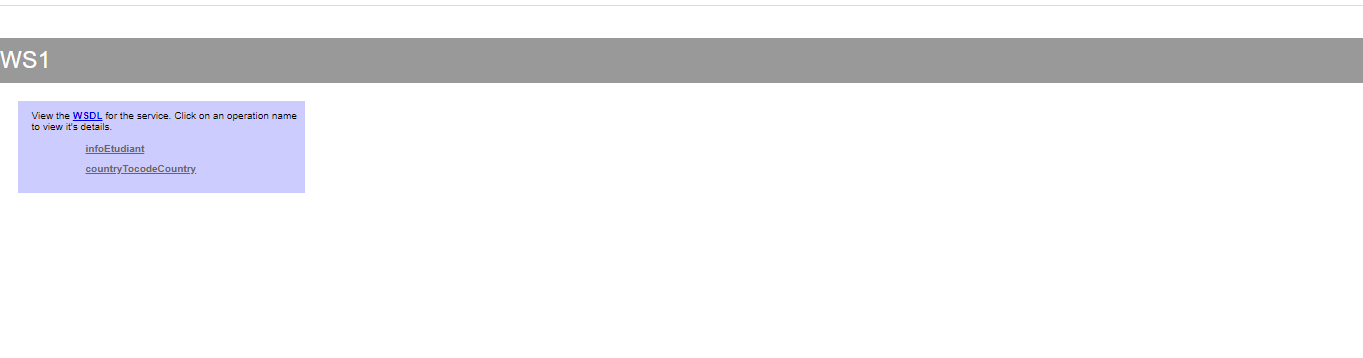 WS1
View the WSDL for the service. Click on an operation name
to view it's details.
infoEtudiant
countryTocodeCountry